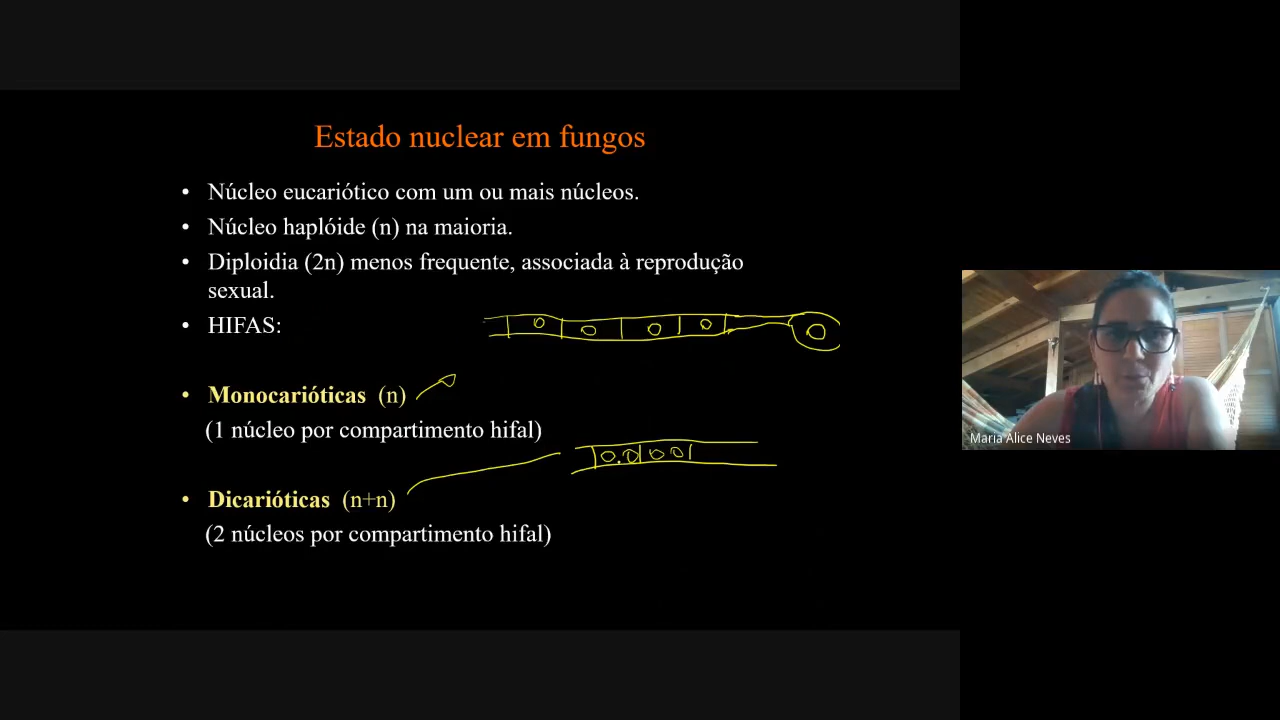 Estado nuclear em fungos
• Núcleo eucariótico com um ou mais núcleos.
• Núcleo haplóide (n) na maioria.
• Diploidia (2n) menos frequente, associada à reprodução
sexual.
• HIFAS:
• Monocarióticas (n)
(1 núcleo por compartimento hifal)
• Dicarióticas (n+n)
(2 núcleos por compartimento hifal)
Maria Alice Neves